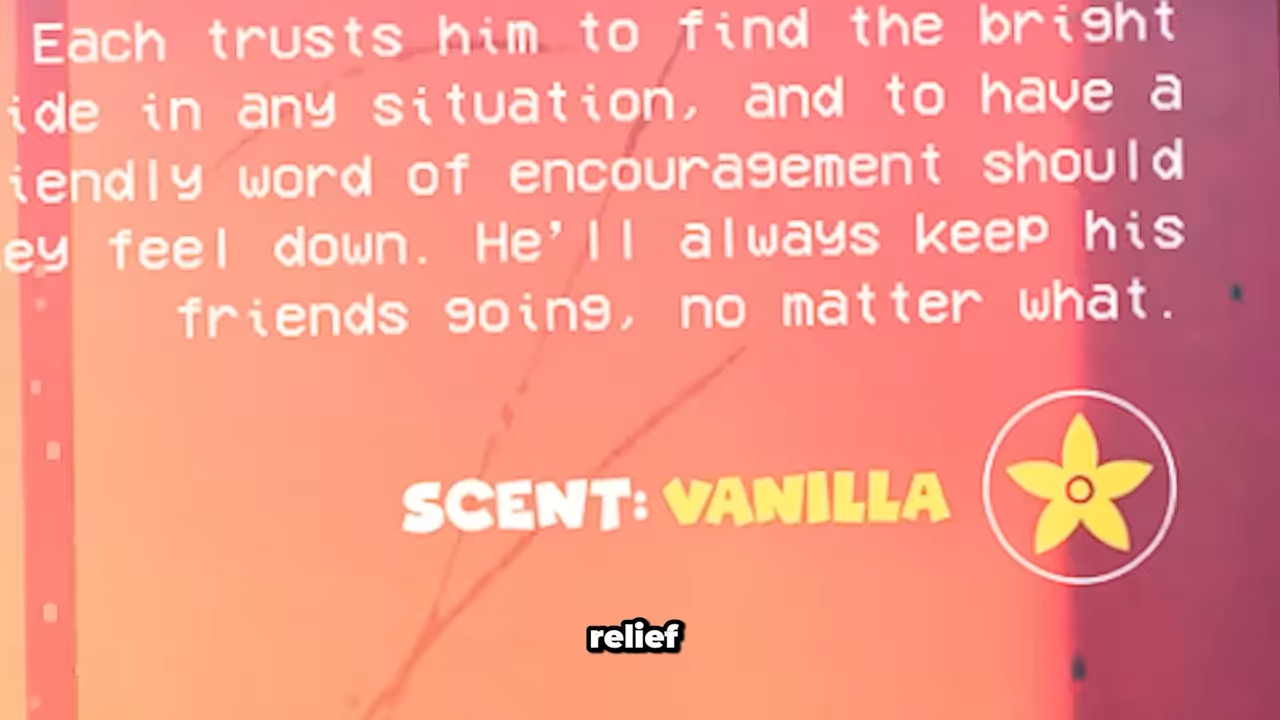 Each trusts him to find the bright
ide in any situation, and to have a
iendly word of encouragement should
ey feel down. He'll always keep his
friends going, no matter what.
SCENT: VANILLA
relief